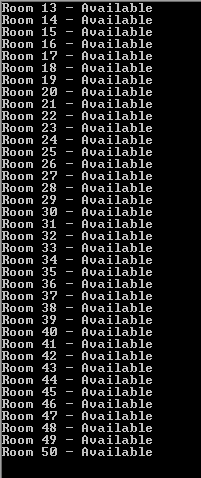 Room 13 - Available
Room 14 - Available
Room 15 - Available
Room 16 - Available
Room 17 - Available
Room 18 - Available
Room 19 - Available
Room 20 - Available
Room 21 - Available
Room 22 - Available
Room 23 - Available
Room 24 - Available
Room 25 - Available
Room 26 - Available
Room 27 - Available
Room 28 - Available
Room 29 - Available
Room 30 - Available
Room 31 - Available
Room 32 - Available
Room 33 - Available
Room 34 - Available
Room 35 - Available
Room 36 - Available
Room 37 - Available
Room 38 - Available
Room 39 - Available
Room 40 - Available
Room 41 - Available
Room 42 - Available
Room 43 - Available
Room 44 - Available
Room 45 - Available
Room 46 - Available
Room 47 - Available
Room 48 - Available
Room 49 - Available
Room 50 - Available